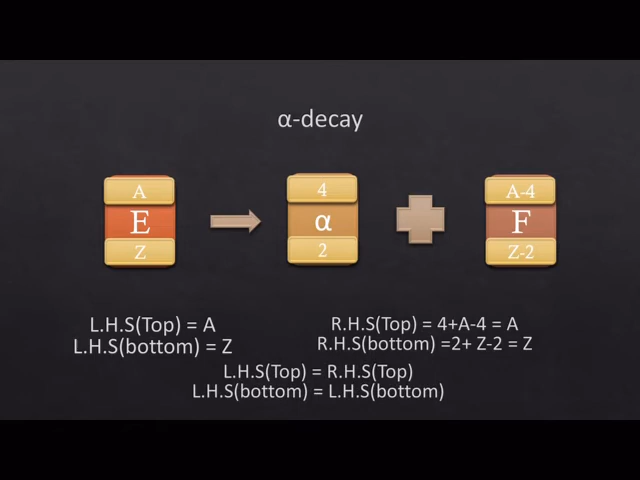 α-decay
A 4 A-4
E α F
Z 2 Z-2
L.H.S(Top) = A
L.H.S(bottom) = Z
R.H.S(Top) = 4+A-4 = A
R.H.S(bottom) =2+ Z-2 = Z
L.H.S(Top) = R.H.S(Top)
L.H.S(bottom) = L.H.S(bottom)